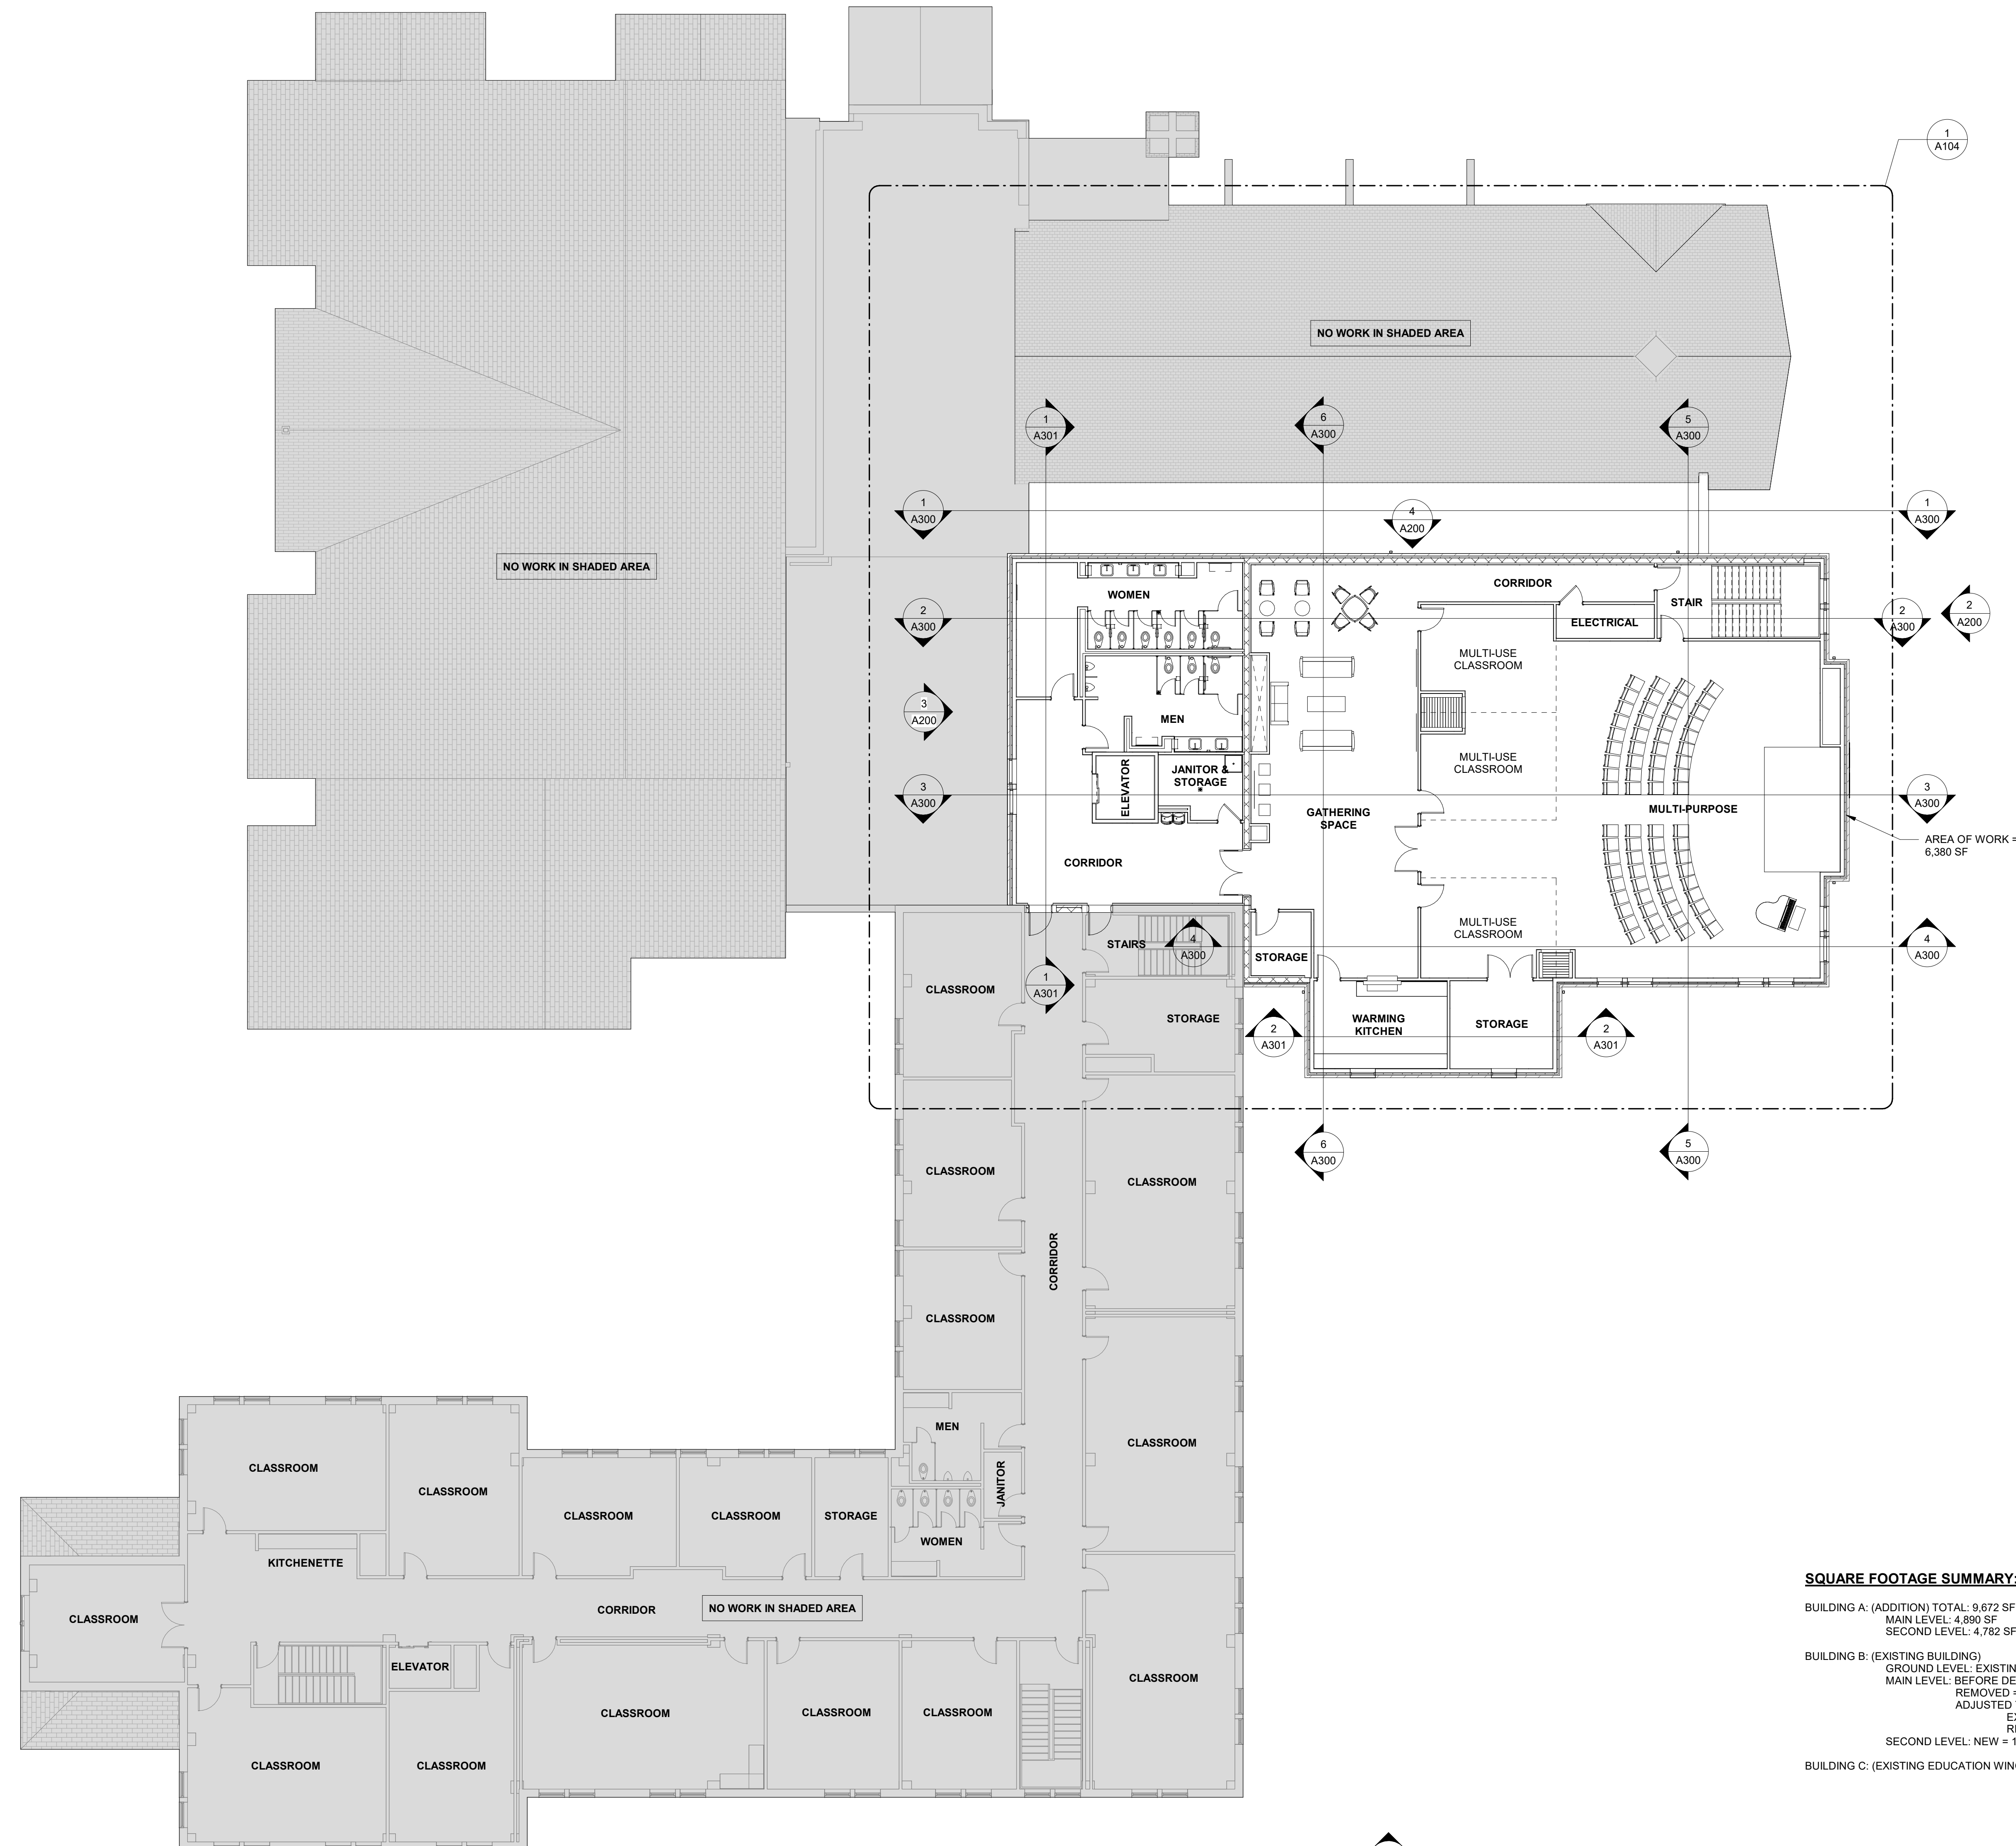 1
A104
NO WORK IN SHADED AREA
1
A301
6
A300
5
A300
1
A300
4
A200
1
A300
NO WORK IN SHADED AREA
CORRIDOR
WOMEN
STAIR
2
A300
2
A300
2
A200
ELECTRICAL
MULTI-USE
CLASSROOM
3
A200
MEN
MULTI-USE
CLASSROOM
JANITOR &
STORAGE
ELEVATOR
3
A300
3
A300
GATHERING
SPACE
MULTI-PURPOSE
AREA OF WORK =
6,380 SF
CORRIDOR
MULTI-USE
CLASSROOM
STAIRS
4
A300
4
A300
STORAGE
CLASSROOM
1
A301
STORAGE
WARMING
KITCHEN
STORAGE
2
A301
2
A301
6
A300
5
A300
CLASSROOM
CLASSROOM
CORRIDOR
CLASSROOM
MEN
CLASSROOM
CLASSROOM
CLASSROOM
JANITOR
CLASSROOM
CLASSROOM
STORAGE
WOMEN
KITCHENETTE
CLASSROOM
CORRIDOR
NO WORK IN SHADED AREA
ELEVATOR
CLASSROOM
CLASSROOM
CLASSROOM
CLASSROOM
CLASSROOM
CLASSROOM
SQUARE FOOTAGE SUMMARY:
BUILDING A: (ADDITION) TOTAL: 9,672 SF
MAIN LEVEL: 4,890 SF
SECOND LEVEL: 4,782 SF
BUILDING B: (EXISTING BUILDING)
GROUND LEVEL:
MAIN LEVEL: BEFORE
REMOVED =
ADJUSTED
SECOND LEVEL: NEW =
BUILDING C: (EXISTING EDUCATION